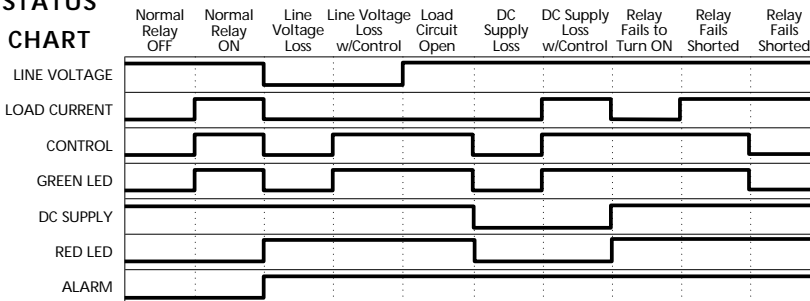 STATUS
CHART
Normal Relay OFF
Normal Relay ON
Line Voltage Loss
Line Voltage Loss w/Control
Load Circuit Open
DC Supply Loss
DC Supply Loss w/Control
Relay Fails to Turn ON
Relay Fails Shorted
Relay Fails Shorted
LINE VOLTAGE
LOAD CURRENT
CONTROL
GREEN LED
DC SUPPLY
RED LED
ALARM